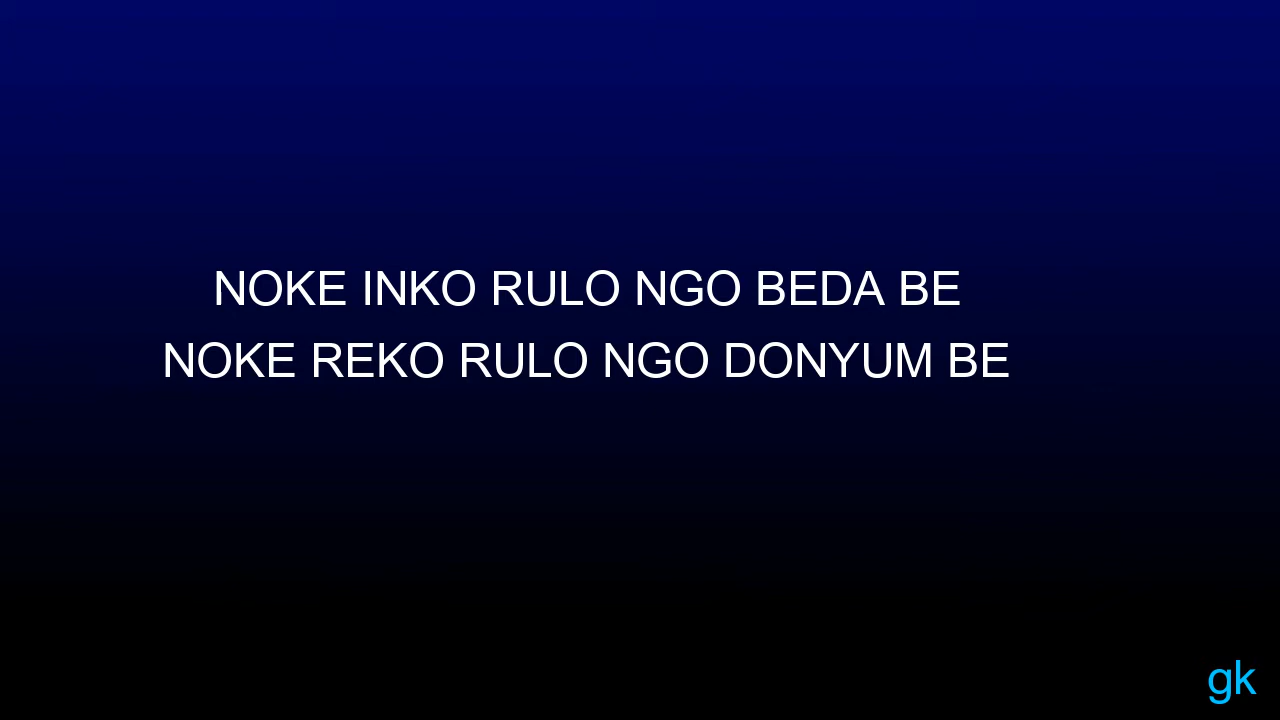 NOKE INKO RULO NGO BEDA BE
NOKE REKO RULO NGO DONYUM BE
gk